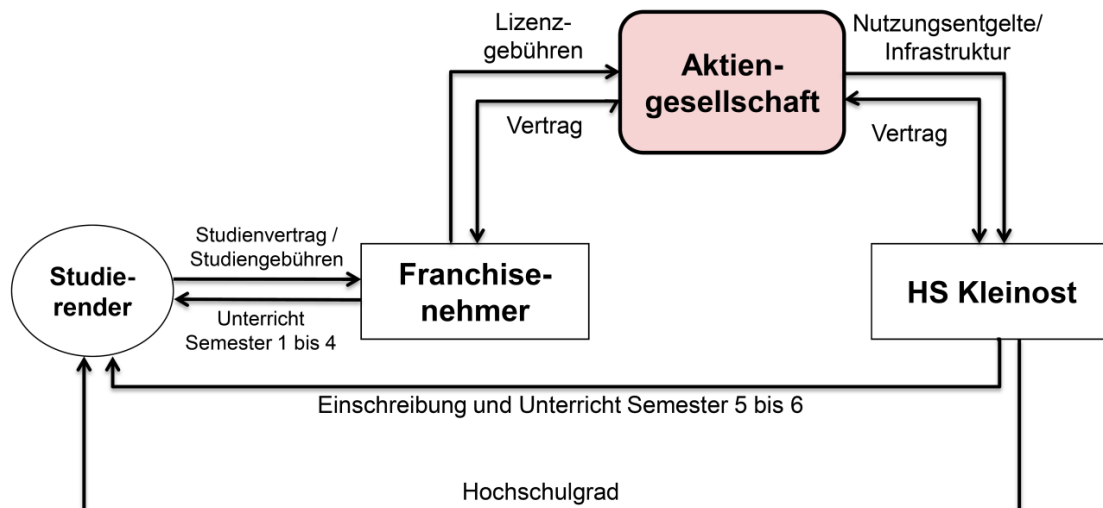 Lizenz-
gebühren
Aktien-
gesellschaft
Nutzungsentgelte/
Infrastruktur
Vertrag
Vertrag
Studie-
render
Studienvertrag /
Studiengebühren
Unterricht
Semester 1 bis 4
Franchise-
nehmer
HS Kleinost
Einschreibung und Unterricht Semester 5 bis 6
Hochschulgrad